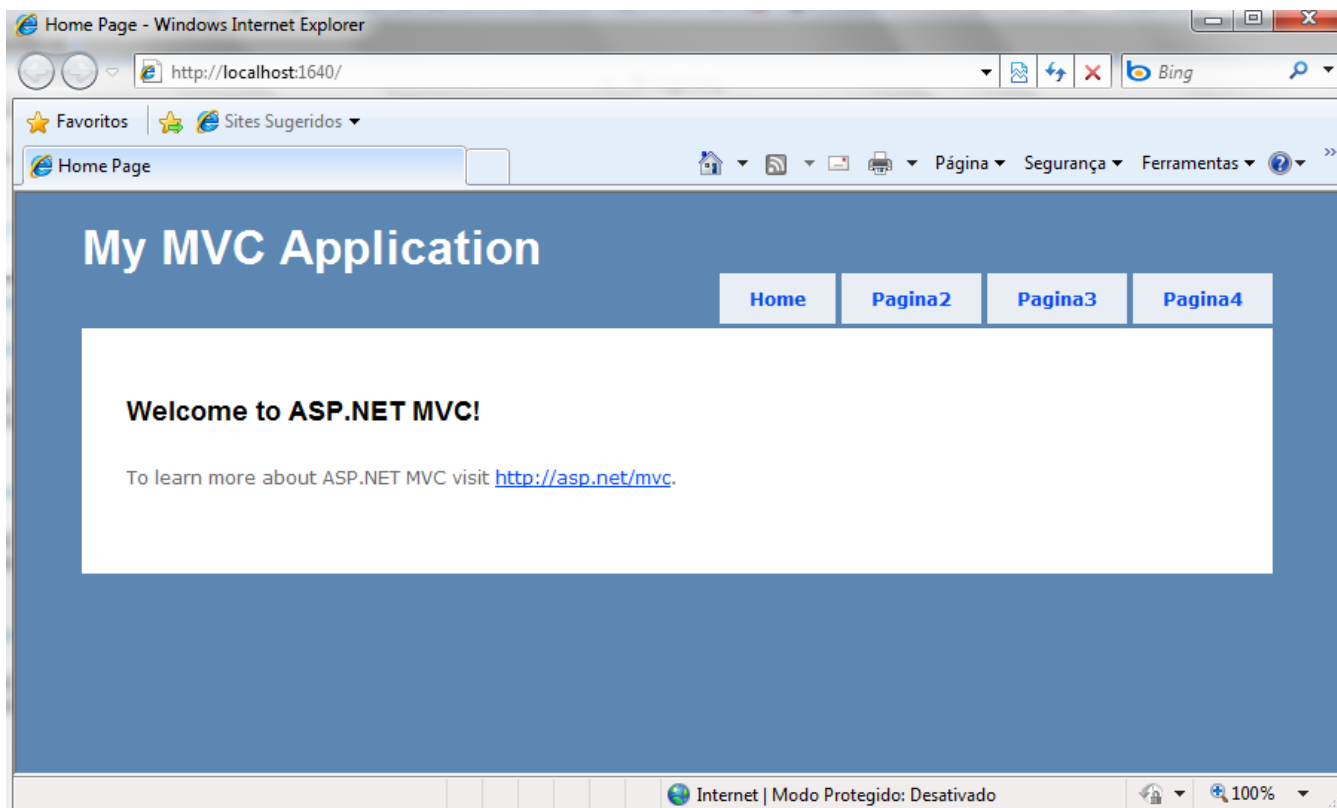 Home Page - Windows Internet Explorer
http://localhost:1640/
Bing
Favoritos
Sites Sugeridos
Home Page
Página
Segurança
Ferramentas
My MVC Application
Home
Pagina2
Pagina3
Pagina4
Welcome to ASP.NET MVC!
To learn more about ASP.NET MVC visit http://asp.net/mvc.
Internet | Modo Protegido: Desativado
100%